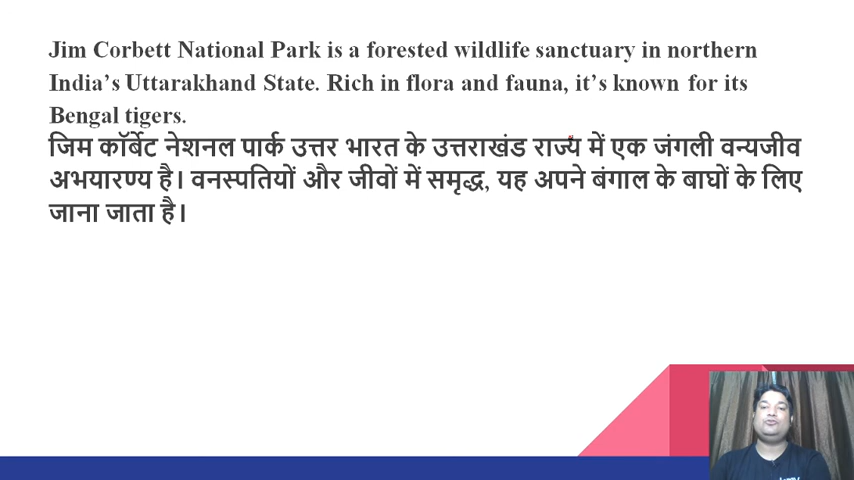 Jim Corbett National Park is a forested wildlife sanctuary in northern
India’s Uttarakhand State. Rich in flora and fauna, it’s known for its
Bengal tigers.
जिम कॉर्बेट नेशनल पार्क उत्तर भारत के उत्तराखंड राज्य में एक जंगली वन्यजीव
अभयारण्य है। वनस्पतियों और जीवों में समृद्ध, यह अपने बंगाल के बाघों के लिए
जाना जाता है।